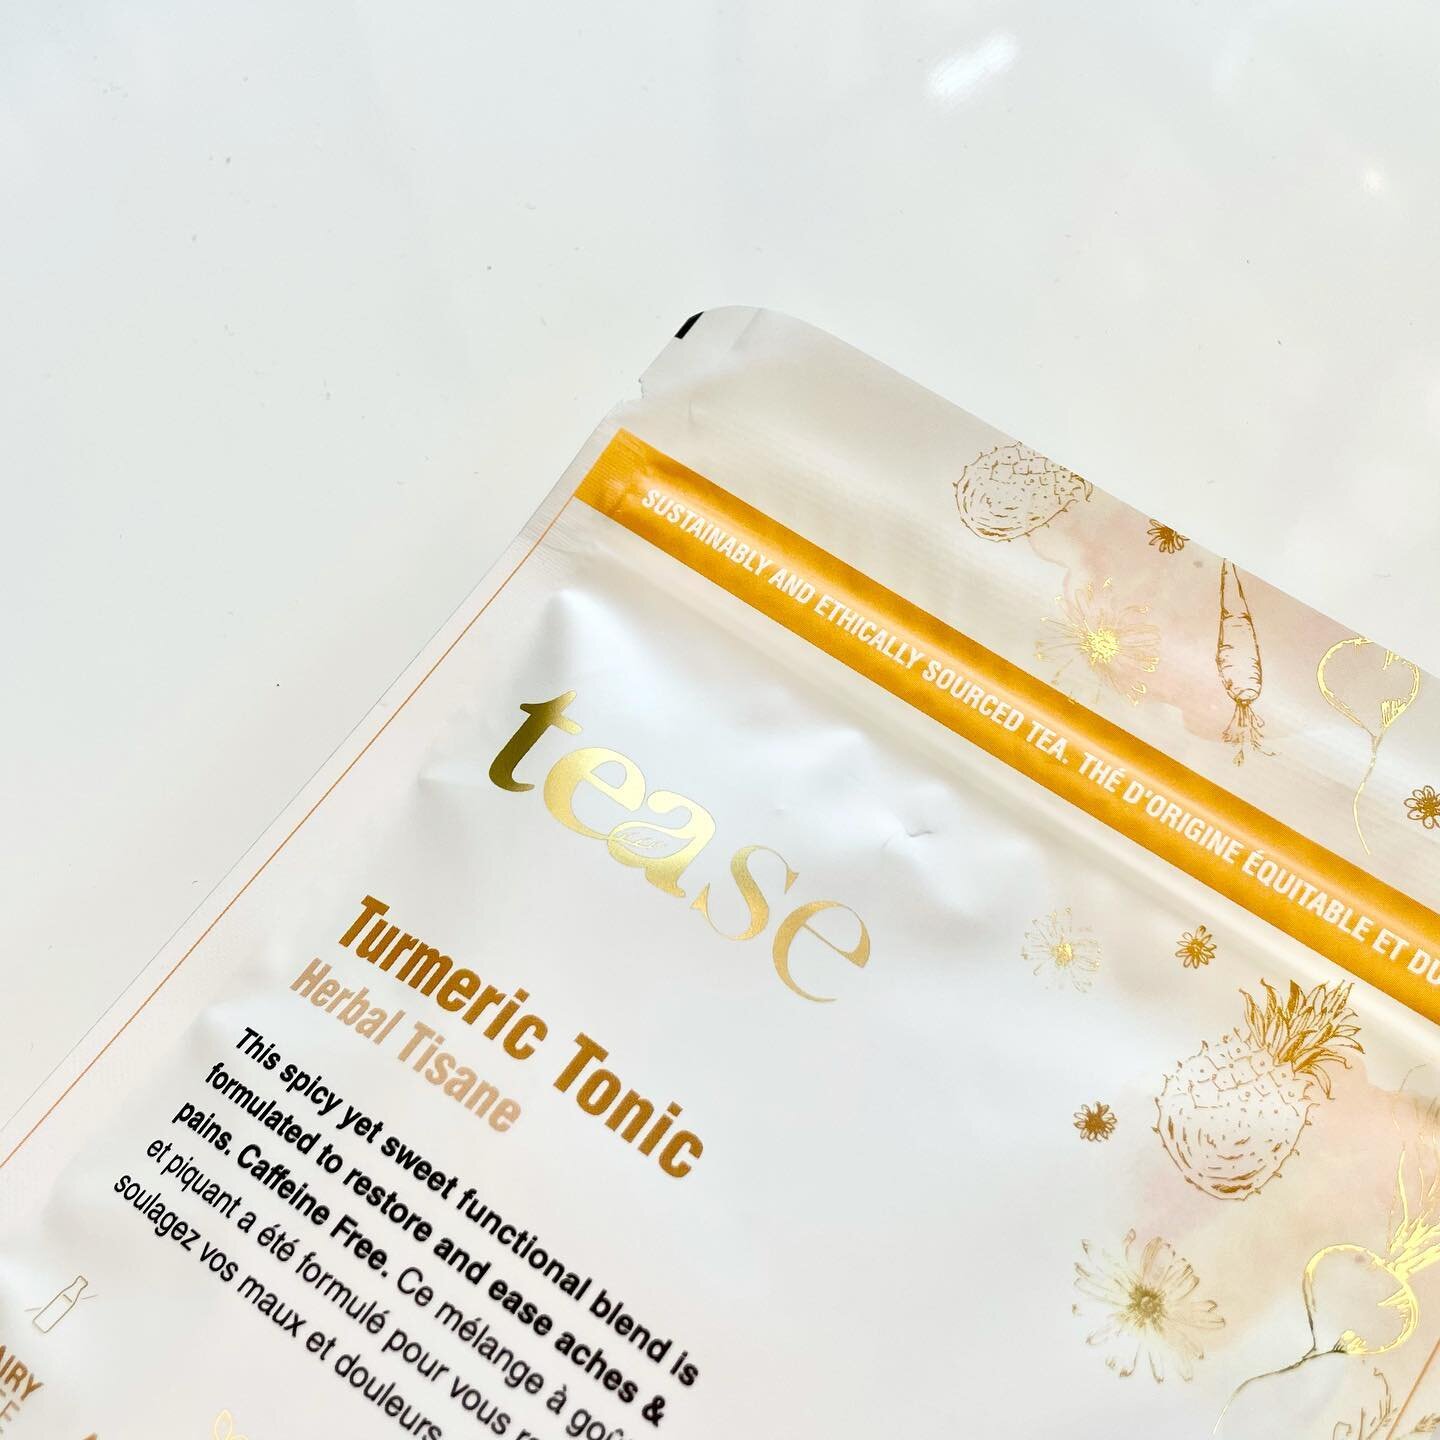 SUSTAINABLY AND ETHICALLY SOURCED TEA. THÉ D'ORIGINE ÉQUITABLE ET
tease
Turmeric Tonic
Herbal Tisane
This spicy yet sweet functional blend is
formulated to restore and ease aches &
pains. Caffeine Free. Ce mélange à
et piquant a été formulé pour vous
soulagez vos maux et douleurs